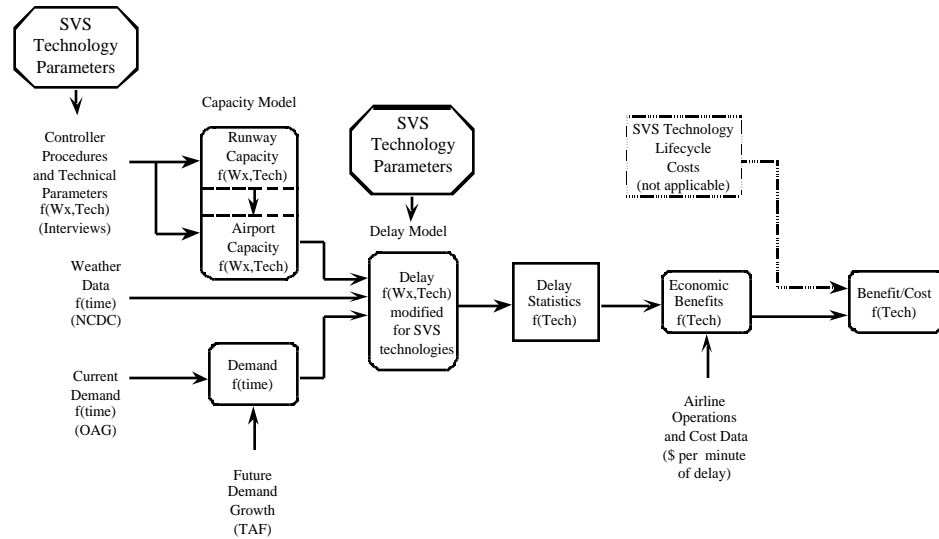 SVS
Technology
Parameters
Capacity Model
Controller
Procedures
and Technical
Parameters
f(Wx,Tech)
(Interviews)
Runway
Capacity
f(Wx,Tech)
Airport
Capacity
f(Wx,Tech)
SVS
Technology
Parameters
Delay Model
SVS Technology
Lifecycle
Costs
(not applicable)
Weather
Data
f(time)
(NCDC)
Delay
f(Wx,Tech)
modified
for SVS
technologies
Delay
Statistics
f(Tech)
Economic
Benefits
f(Tech)
Benefit/Cost
f(Tech)
Current
Demand
f(time)
(OAG)
Demand
f(time)
Future
Demand
Growth
(TAF)
Airline
Operations
and Cost Data
($ per minute
of delay)